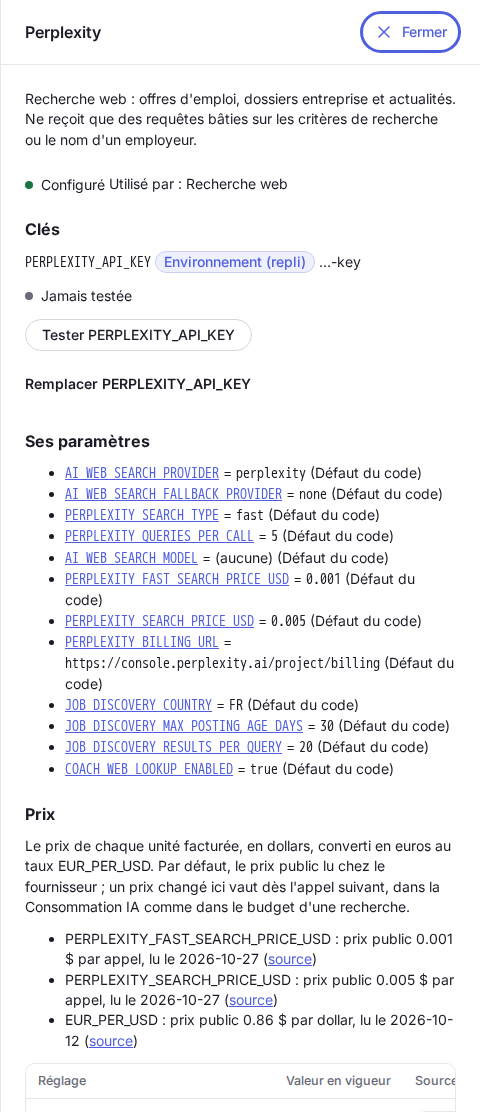 Perplexity
Fermer
Recherche web : offres d'emploi, dossiers entreprise et actualités.
Ne reçoit que des requêtes bâties sur les critères de recherche
ou le nom d'un employeur.
Configuré Utilisé par : Recherche web
Clés
PERPLEXITY_API_KEY Environnement (repli) …-key
Jamais testée
Tester PERPLEXITY_API_KEY
Remplacer PERPLEXITY_API_KEY
Ses paramètres
AI_WEB_SEARCH_PROVIDER = perplexity (Défaut du code)
AI_WEB_SEARCH_FALLBACK_PROVIDER = none (Défaut du code)
PERPLEXITY_SEARCH_TYPE = fast (Défaut du code)
PERPLEXITY_QUERIES_PER_CALL = 5 (Défaut du code)
AI_WEB_SEARCH_MODEL = (aucune) (Défaut du code)
PERPLEXITY_FAST_SEARCH_PRICE_USD = 0.001 (Défaut du
code)
PERPLEXITY_SEARCH_PRICE_USD = 0.005 (Défaut du code)
PERPLEXITY_BILLING_URL =
https://console.perplexity.ai/project/billing (Défaut du
code)
JOB_DISCOVERY_COUNTRY = FR (Défaut du code)
JOB_DISCOVERY_MAX_POSTING_AGE_DAYS = 30 (Défaut du code)
JOB_DISCOVERY_RESULTS_PER_QUERY = 20 (Défaut du code)
COACH_WEB_LOOKUP_ENABLED = true (Défaut du code)
Prix
Le prix de chaque unité facturée, en dollars, converti en euros au
taux EUR_PER_USD. Par défaut, le prix public lu chez le
fournisseur ; un prix changé ici vaut dès l'appel suivant, dans la
Consommation IA comme dans le budget d'une recherche.
PERPLEXITY_FAST_SEARCH_PRICE_USD : prix public 0.001
$ par appel, lu le 2026-10-27 (source)
PERPLEXITY_SEARCH_PRICE_USD : prix public 0.005 $ par
appel, lu le 2026-10-27 (source)
EUR_PER_USD : prix public 0.86 $ par dollar, lu le 2026-10-
12 (source)
Réglage Valeur en vigueur Source